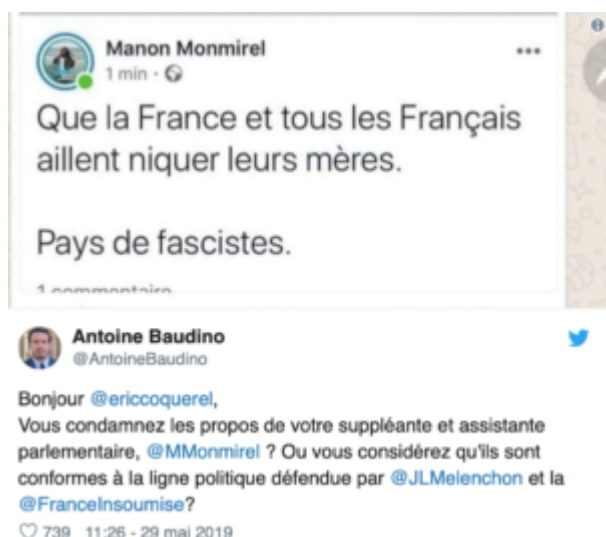 Manon Monmirel
1 min ·
Que la France et tous les Français
aillent niquer leurs mères.
Pays de fascistes.
1 commentaire
Antoine Baudino
@AntoineBaudino
Bonjour @ericcoquerel,
Vous condamnez les propos de votre suppléante et assistante
parlementaire, @MMonmirel ? Ou vous considérez qu'ils sont
conformes à la ligne politique défendue par @JLMelenchon et la
@FranceInsoumise?
739 11:26 - 29 mai 2019